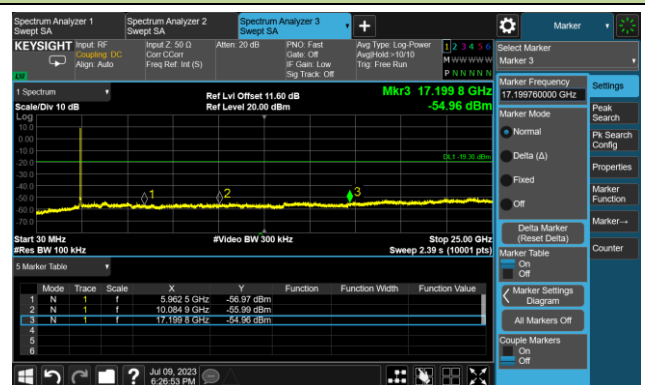 Spectrum Analyzer 1
Swept SA
Spectrum Analyzer 2
Swept SA
Spectrum Analyzer 3
Swept SA
Marker
KEYSIGHT
Input: RF
Coupling: DC
Align: Auto
Input Z: 50 Ω
Corr CCorr
Freq Ref: Int (S)
Atten: 20 dB
PNO: Fast
Gate: Off
IF Gain: Low
Sig Track: Off
Avg Type: Log-Power
Avg|Hold:>10/10
Trig: Free Run
1 2 3 4 5 6
M W W W W W
P N N N N N
LXI
Select Marker
Marker 3
1 Spectrum
Scale/Div 10 dB
Ref Lvl Offset 11.60 dB
Ref Level 20.00 dBm
Mkr3 17.199 8 GHz
-54.96 dBm
Log
10.0
0.00
-10.0
-20.0
-30.0
-40.0
-50.0
-60.0
-70.0
DL1 -19.30 dBm
1
2
3
Start 30 MHz
#Res BW 100 kHz
#Video BW 300 kHz
Stop 25.00 GHz
Sweep 2.39 s (10001 pts)
5 Marker Table
Mode Trace Scale X Y Function Function Width Function Value
1 N 1 f 5.962 5 GHz -56.97 dBm
2 N 1 f 10.084 9 GHz -55.99 dBm
3 N 1 f 17.199 8 GHz -54.96 dBm
4
5
6
Marker Frequency
17.199760000 GHz
Marker Mode
Normal
Delta (Δ)
Fixed
Off
Delta Marker
(Reset Delta)
Marker Table
On
Off
Marker Settings
Diagram
All Markers Off
Couple Markers
On
Off
Settings
Peak
Search
Pk Search
Config
Properties
Marker
Function
Marker→
Counter
Jul 09, 2023
6:26:53 PM